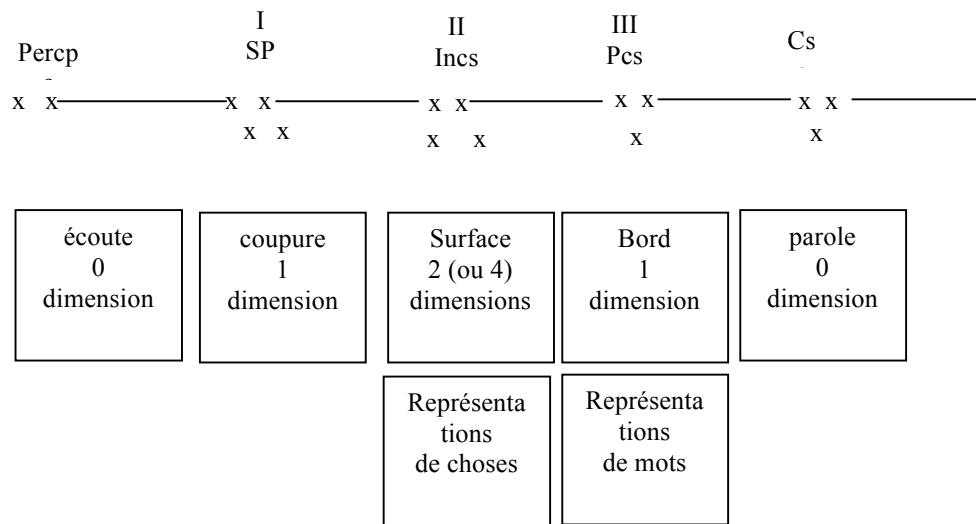 Percp
I
SP
II
Incs
III
Pcs
Cs
x x
x x
x x
x x
x x
x x
x x
x
x x
x
écoute
0
dimension
coupure
1
dimension
Surface
2 (ou 4)
dimensions
Bord
1
dimension
parole
0
dimension
Représenta
tions
de choses
Représenta
tions
de mots